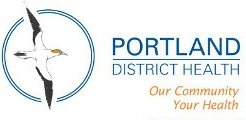 PORTLAND
DISTRICT HEALTH
Our Community
Your Health